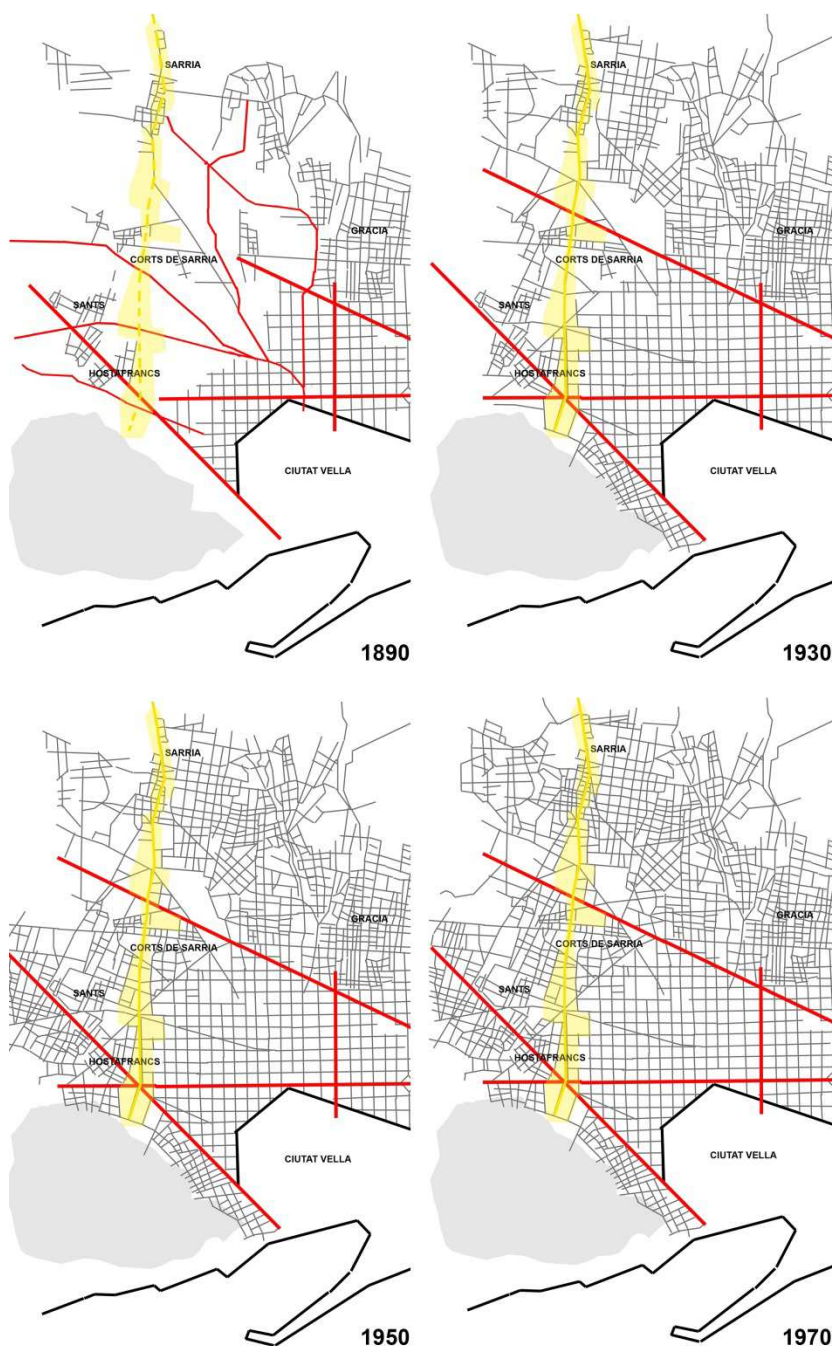 SARRIA
GRACIA
CORTS DE SARRIA
SANTS
HOSTAFRANCS
CIUTAT VELLA
1890
SARRIA
GRACIA
CORTS DE SARRIA
SANTS
HOSTAFRANCS
CIUTAT VELLA
1930
SARRIA
GRACIA
CORTS DE SARRIA
SANTS
HOSTAFRANCS
CIUTAT VELLA
1950
SARRIA
GRACIA
CORTS DE SARRIA
SANTS
HOSTAFRANCS
CIUTAT VELLA
1970